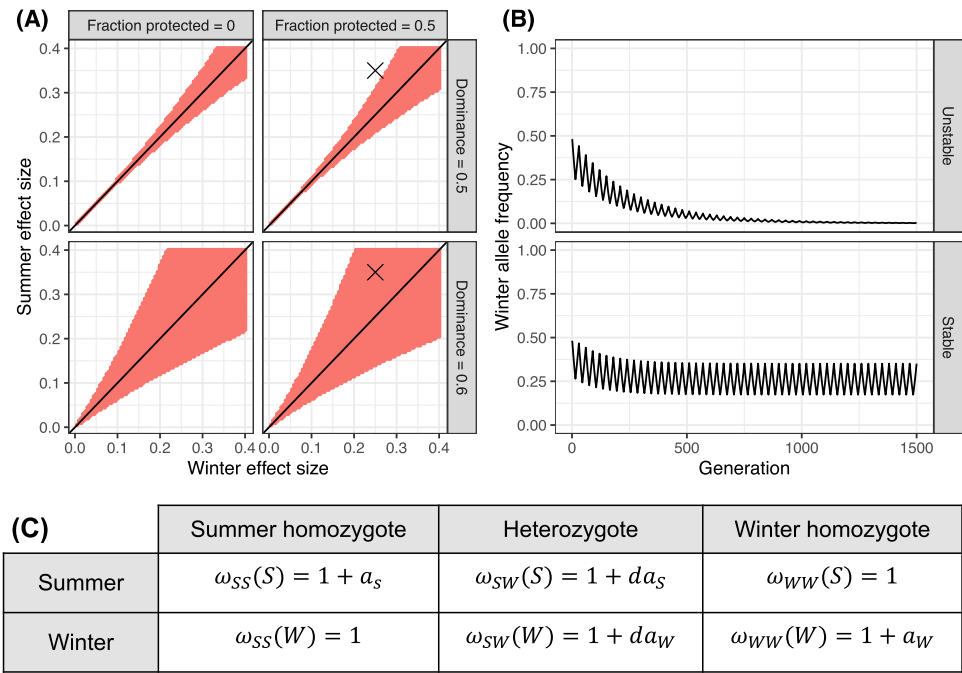 (A)
Fraction protected = 0
Fraction protected = 0.5
0.4
0.3
0.2
0.1
0.0
Dominance = 0.5
0.4
0.3
0.2
0.1
0.0
Dominance = 0.6
0.0 0.1 0.2 0.3 0.4
0.0 0.1 0.2 0.3 0.4
Summer effect size
Winter effect size
(B)
1.00
0.75
0.50
0.25
0.00
Unstable
1.00
0.75
0.50
0.25
0.00
Stable
0 500 1000 1500
Winter allele frequency
Generation
(C)
Summer homozygote Heterozygote Winter homozygote
Summer ω_SS(S) = 1 + a_s ω_SW(S) = 1 + da_S ω_WW(S) = 1
Winter ω_SS(W) = 1 ω_SW(W) = 1 + da_W ω_WW(W) = 1 + a_W